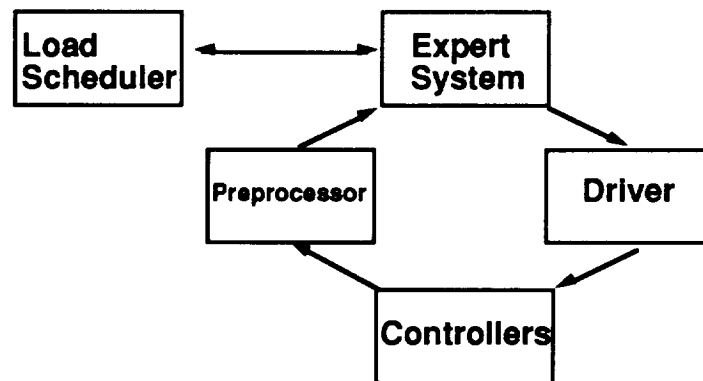 Load
Scheduler
Expert
System
Preprocessor
Driver
Controllers